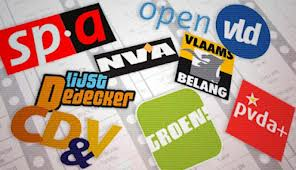 sp.a
open
vld
N-VA
VLAAMS
BELANG
LIJST
Dedecker
CD
&V
GROEN!
pvda+